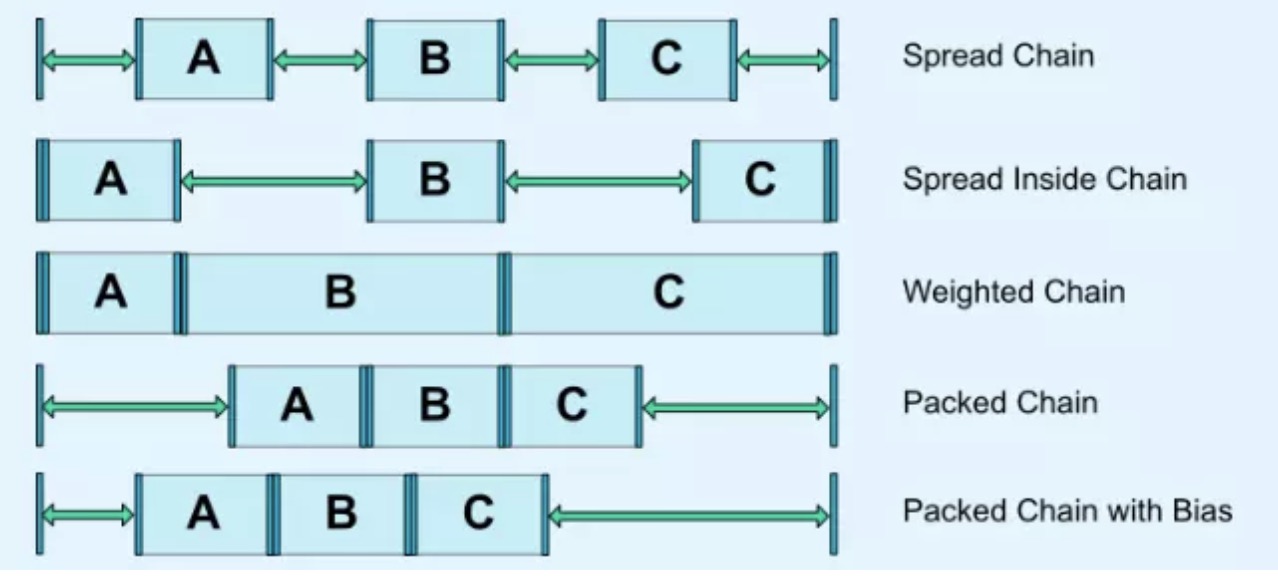 A B C Spread Chain
A B C Spread Inside Chain
A B C Weighted Chain
A B C Packed Chain
A B C Packed Chain with Bias